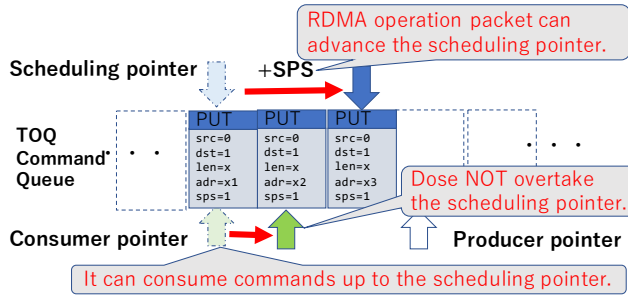 RDMA operation packet can
advance the scheduling pointer.
Scheduling pointer
+SPS
TOQ
Command
Queue
. . .
PUT
src=0
dst=1
len=x
adr=x1
sps=1
PUT
src=0
dst=1
len=x
adr=x2
sps=1
PUT
src=0
dst=1
len=x
adr=x3
sps=1
. . .
Dose NOT overtake
the scheduling pointer.
Consumer pointer
Producer pointer
It can consume commands up to the scheduling pointer.